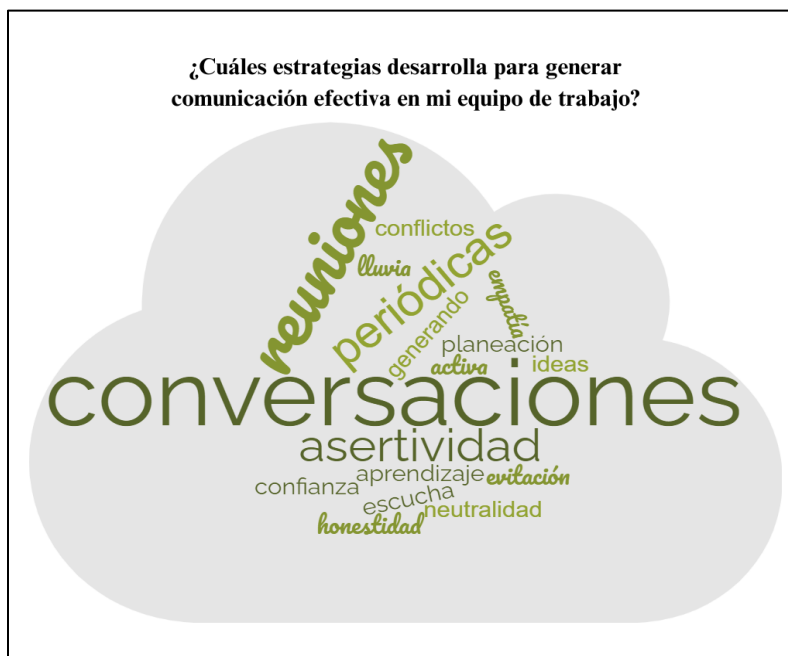 ¿Cuáles estrategias desarrolla para generar
comunicación efectiva en mi equipo de trabajo?
reuniones
conflictos
lluvia
periódicas
generando
empatía
planeación
activa
ideas
conversaciones
asertividad
aprendizaje
evitación
confianza
escucha
neutralidad
honestidad